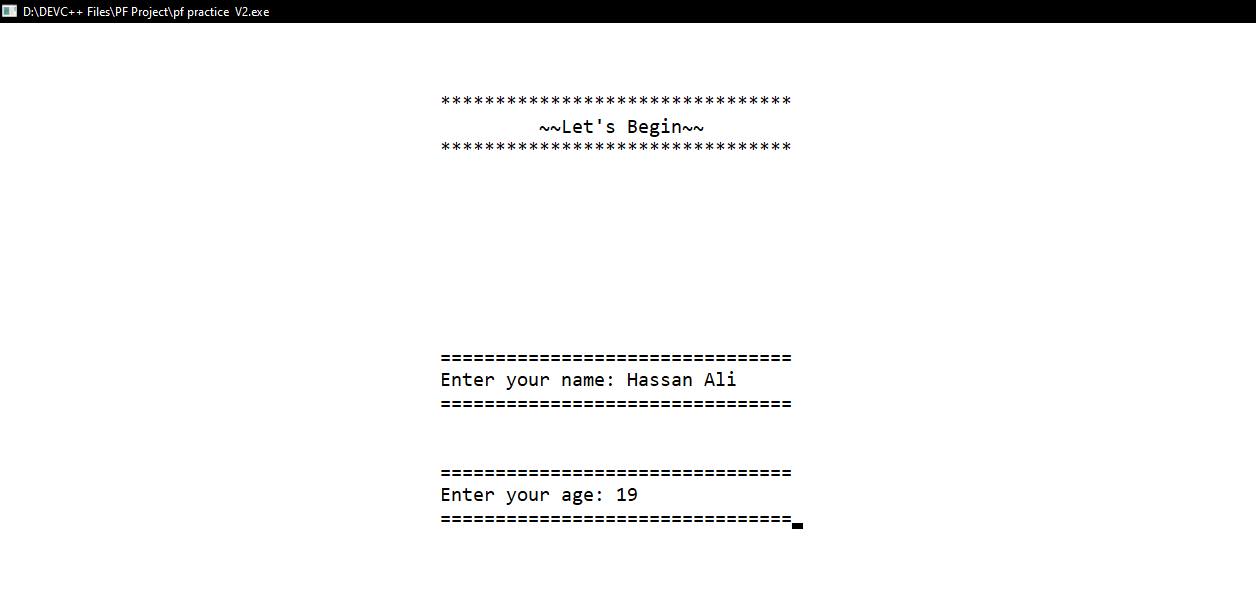 D:\DEVC++ Files\PF Project\pf practice  V2.exe
********************************
~~Let's Begin~~
********************************
================================
Enter your name: Hassan Ali
================================
================================
Enter your age: 19
================================